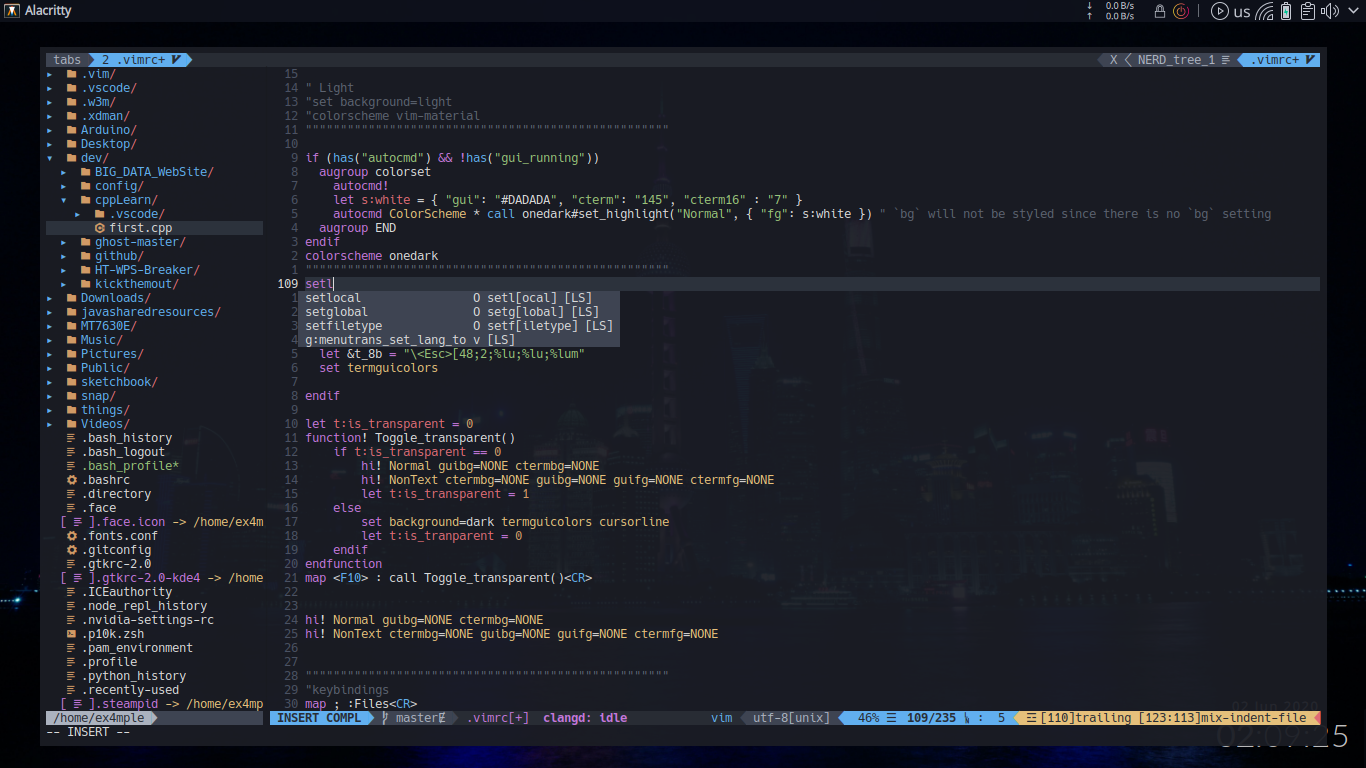 Alacritty
0.0 B/s
0.0 B/s
us
tabs 2 .vimrc+
X NERD_tree_1 .vimrc+
.vim/
.vscode/
.w3m/
.xdman/
Arduino/
Desktop/
dev/
BIG_DATA_WebSite/
config/
cppLearn/
.vscode/
first.cpp
ghost-master/
github/
HT-WPS-Breaker/
kickthemout/
Downloads/
javasharedresources/
MT7630E/
Music/
Pictures/
Public/
sketchbook/
snap/
things/
Videos/
.bash_history
.bash_logout
.bash_profile*
.bashrc
.directory
.face
[ ].face.icon -> /home/ex4m
.fonts.conf
.gitconfig
.gtkrc-2.0
[ ].gtkrc-2.0-kde4 -> /home
.ICEauthority
.node_repl_history
.nvidia-settings-rc
.p10k.zsh
.pam_environment
.profile
.python_history
.recently-used
[ ].steampid -> /home/ex4mp
/home/ex4mple
15
14 " Light
13 "set background=light
12 "colorscheme vim-material
11 """"""""""""""""""""""""""""""""""""""""""""""""""""
10
9 if (has("autocmd") && !has("gui_running"))
8 augroup colorset
7 autocmd!
6 let s:white = { "gui": "#DADADA", "cterm": "145", "cterm16" : "7" }
5 autocmd ColorScheme * call onedark#set_highlight("Normal", { "fg": s:white }) " `bg` will not be styled since there is no `bg` setting
4 augroup END
3 endif
2 colorscheme onedark
1 """"""""""""""""""""""""""""""""""""""""""""""""""""
109 setl
1 setlocal O setl[ocal] [LS]
2 setglobal O setg[lobal] [LS]
3 setfiletype O setf[iletype] [LS]
4 g:menutrans_set_lang_to v [LS]
5 let &t_8b = "\<Esc>[48;2;%lu;%lu;%lum"
6 set termguicolors
7
8 endif
9
10 let t:is_transparent = 0
11 function! Toggle_transparent()
12 if t:is_transparent == 0
13 hi! Normal guibg=NONE ctermbg=NONE
14 hi! NonText ctermbg=NONE guibg=NONE guifg=NONE ctermfg=NONE
15 let t:is_transparent = 1
16 else
17 set background=dark termguicolors cursorline
18 let t:is_tranparent = 0
19 endif
20 endfunction
21 map <F10> : call Toggle_transparent()<CR>
22
23
24 hi! Normal guibg=NONE ctermbg=NONE
25 hi! NonText ctermbg=NONE guibg=NONE guifg=NONE ctermfg=NONE
26
27
28 """"""""""""""""""""""""""""""""""""""""""""""""""""
29 "keybindings
30 map ; :Files<CR>
INSERT COMPL master .vimrc[+] clangd: idle vim utf-8[unix] 46% ☰ 109/235 : 5 [110]trailing [123:113]mix-indent-file
-- INSERT --
02:09:25